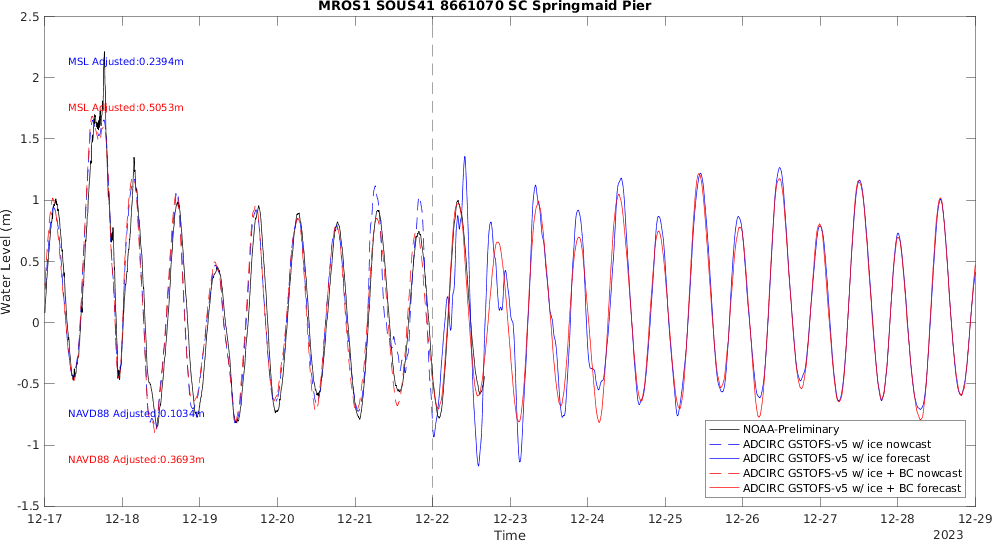 MROS1 SOUS41 8661070 SC Springmaid Pier
2.5
2
1.5
1
0.5
0
-0.5
-1
-1.5
Water Level (m)
MSL Adjusted:0.2394m
MSL Adjusted:0.5053m
NAVD88 Adjusted:0.1034m
NAVD88 Adjusted:0.3693m
NOAA-Preliminary
ADCIRC GSTOFS-v5 w/ ice nowcast
ADCIRC GSTOFS-v5 w/ ice forecast
ADCIRC GSTOFS-v5 w/ ice + BC nowcast
ADCIRC GSTOFS-v5 w/ ice + BC forecast
12-17 12-18 12-19 12-20 12-21 12-22 12-23 12-24 12-25 12-26 12-27 12-28 12-29
Time
2023